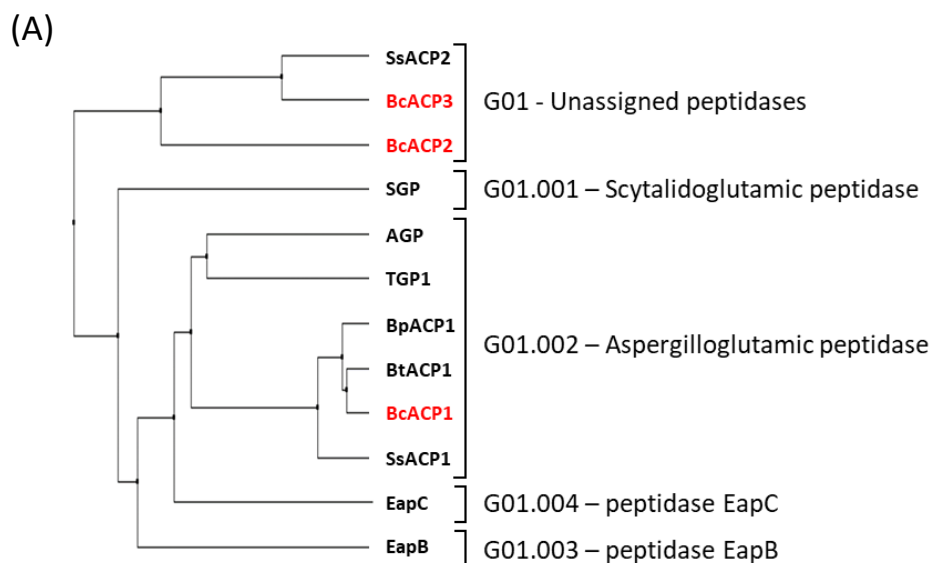 (A)
SsACP2
BcACP3
G01 - Unassigned peptidases
BcACP2
SGP
G01.001 – Scytalidoglutamic peptidase
AGP
TGP1
BpACP1
G01.002 – Aspergilloglutamic peptidase
BtACP1
BcACP1
SsACP1
EapC
G01.004 – peptidase EapC
EapB
G01.003 – peptidase EapB